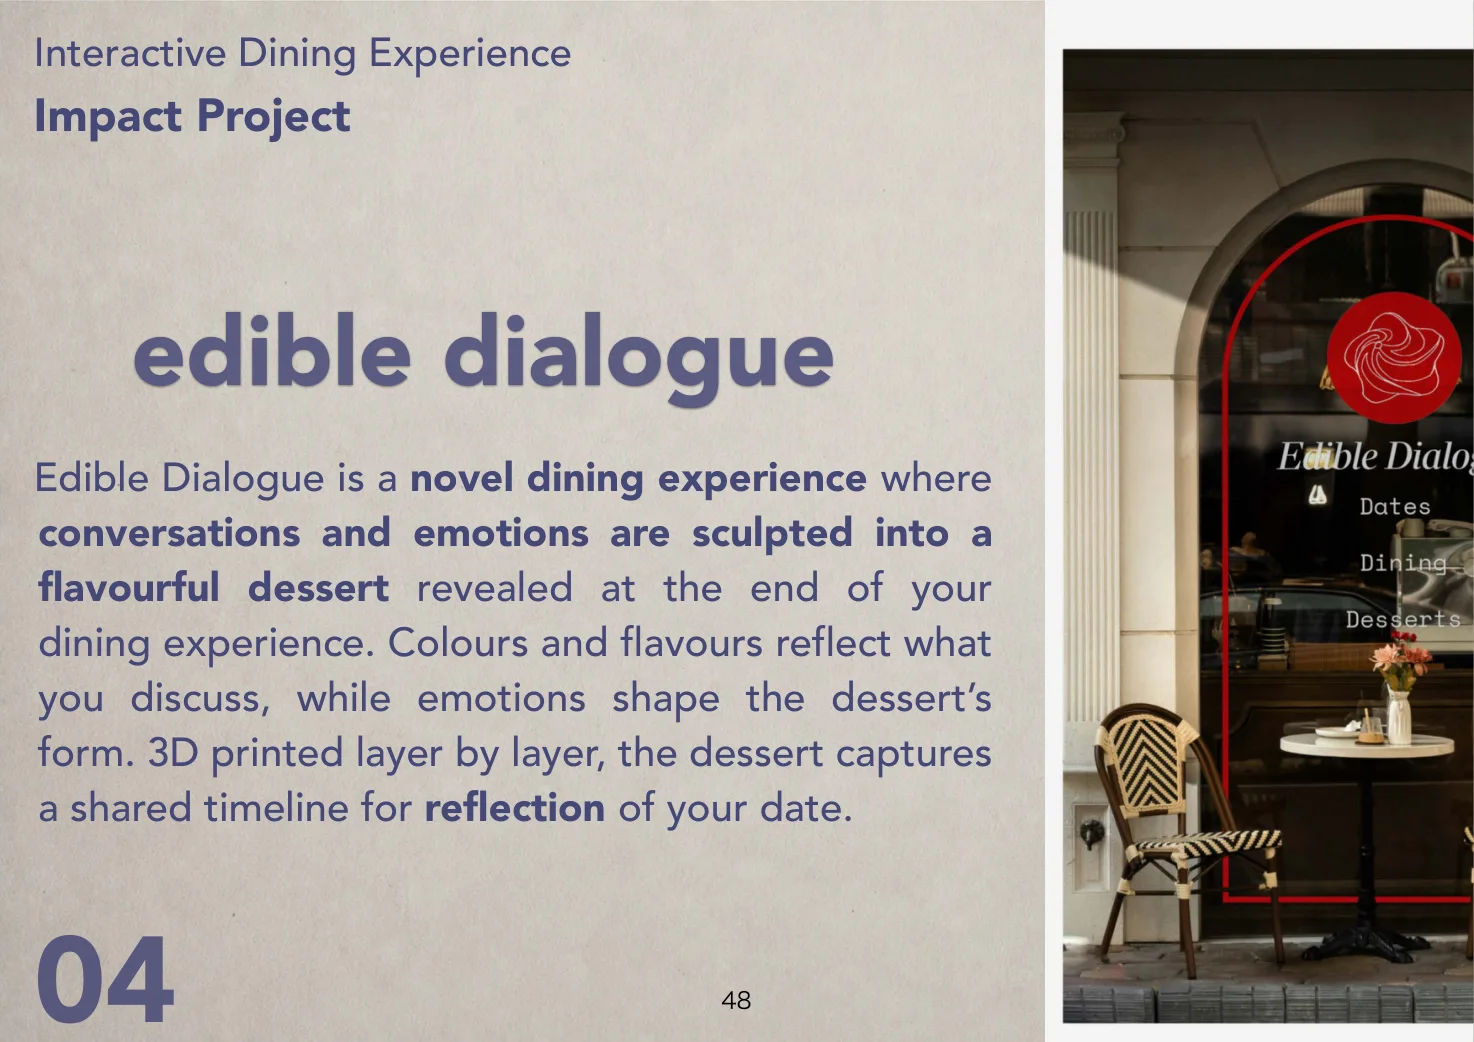 Interactive Dining Experience
Impact Project
edible dialogue
Edible Dialogue is a novel dining experience where
conversations and emotions are sculpted into a
flavourful dessert revealed at the end of your
dining experience. Colours and flavours reflect what
you discuss, while emotions shape the dessert’s
form. 3D printed layer by layer, the dessert captures
a shared timeline for reflection of your date.
04
48
Edible Dialog
Dates
Dining
Desserts